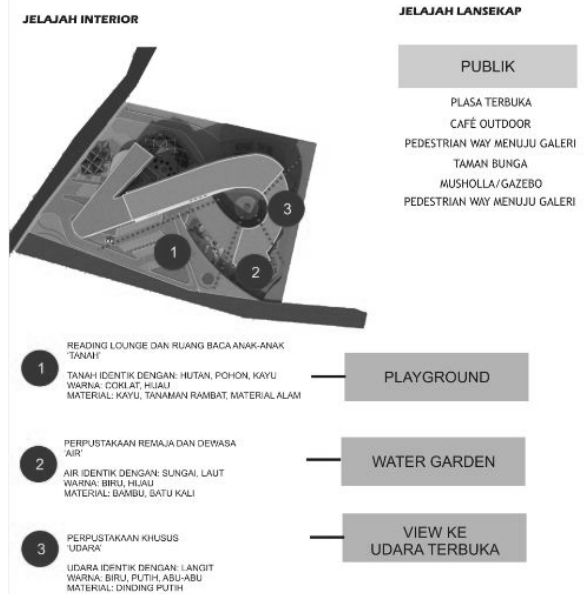 JELAJAH INTERIOR
JELAJAH LANSEKAP
PUBLIK
PLASA TERBUKA
CAFÉ OUTDOOR
PEDESTRIAN WAY MENUJU GALERI
TAMAN BUNGA
MUSHOLLA/GAZEBO
PEDESTRIAN WAY MENUJU GALERI
3
1
2
1
READING LOUNGE DAN RUANG BACA ANAK-ANAK
'TANAH'
TANAH IDENTIK DENGAN: HUTAN, POHON, KAYU
WARNA: COKLAT, HIJAU
MATERIAL: KAYU, TANAMAN RAMBAT, MATERIAL ALAM
PLAYGROUND
2
PERPUSTAKAAN REMAJA DAN DEWASA
'AIR'
AIR IDENTIK DENGAN: SUNGAI, LAUT
WARNA: BIRU, HIJAU
MATERIAL: BAMBU, BATU KALI
WATER GARDEN
3
PERPUSTAKAAN KHUSUS
'UDARA'
UDARA IDENTIK DENGAN: LANGIT
WARNA: BIRU, PUTIH, ABU-ABU
MATERIAL: DINDING PUTIH
VIEW KE
UDARA TERBUKA